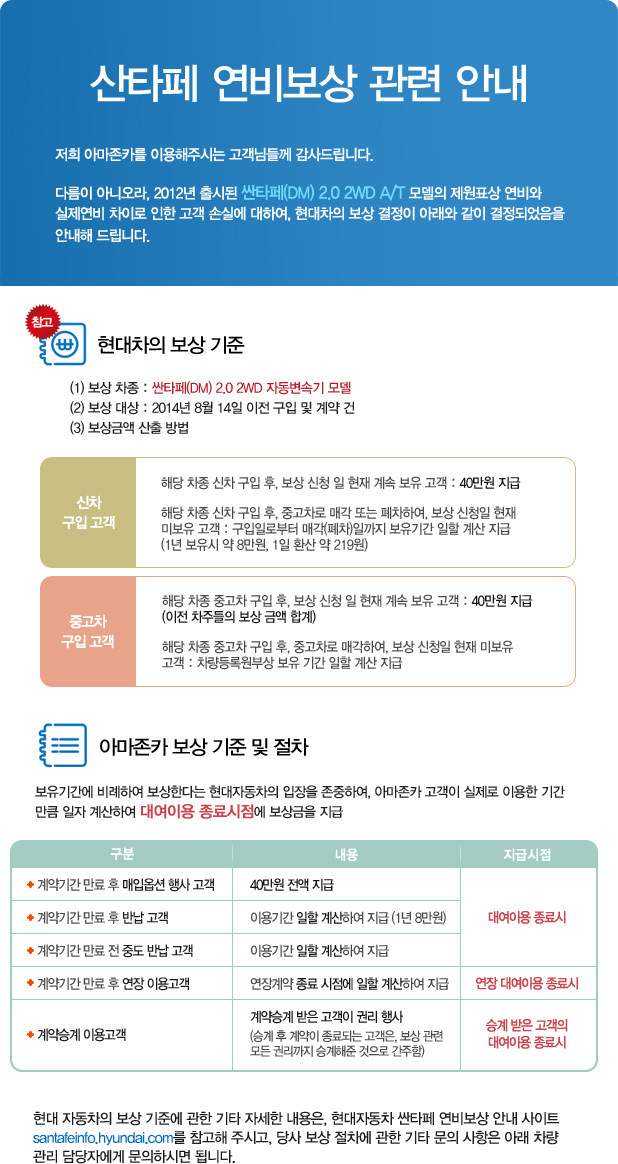 산타페 연비보상 관련 안내
저희 아마존카를 이용해주시는 고객님들께 감사드립니다.
다름이 아니오라, 2012년 출시된 싼타페(DM) 2.0 2WD A/T 모델의 제원표상 연비와
실제연비 차이로 인한 고객 손실에 대하여, 현대차의 보상 결정이 아래와 같이 결정되었음을
안내해 드립니다.
참고
현대차의 보상 기준
(1) 보상 차종 : 싼타페(DM) 2.0 2WD 자동변속기 모델
(2) 보상 대상 : 2014년 8월 14일 이전 구입 및 계약 건
(3) 보상금액 산출 방법
신차
구입 고객
해당 차종 신차 구입 후, 보상 신청 일 현재 계속 보유 고객 : 40만원 지급
해당 차종 신차 구입 후, 중고차로 매각 또는 폐차하여, 보상 신청일 현재
미보유 고객 : 구입일로부터 매각(폐차)일까지 보유기간 일할 계산 지급
(1년 보유시 약 8만원, 1일 환산 약 219원)
중고차
구입 고객
해당 차종 중고차 구입 후, 보상 신청 일 현재 계속 보유 고객 : 40만원 지급
(이전 차주들의 보상 금액 합계)
해당 차종 중고차 구입 후, 중고차로 매각하여, 보상 신청일 현재 미보유
고객 : 차량등록원부상 보유 기간 일할 계산 지급
아마존카 보상 기준 및 절차
보유기간에 비례하여 보상한다는 현대자동차의 입장을 존중하여, 아마존카 고객이 실제로 이용한 기간
만큼 일자 계산하여 대여이용 종료시점에 보상금을 지급
구분 내용 지급시점
계약기간 만료 후 매입옵션 행사 고객 40만원 전액 지급
계약기간 만료 후 반납 고객 이용기간 일할 계산하여 지급 (1년 8만원) 대여이용 종료시
계약기간 만료 전 중도 반납 고객 이용기간 일할 계산하여 지급
계약기간 만료 후 연장 이용고객 연장계약 종료 시점에 일할 계산하여 지급 연장 대여이용 종료시
계약승계 이용고객
계약승계 받은 고객이 권리 행사
(승계 후 계약이 종료되는 고객은, 보상 관련
모든 권리까지 승계해준 것으로 간주함)
승계 받은 고객의
대여이용 종료시
현대 자동차의 보상 기준에 관한 기타 자세한 내용은, 현대자동차 싼타페 연비보상 안내 사이트
santafeinfo.hyundai.com를 참고해 주시고, 당사 보상 절차에 관한 기타 문의 사항은 아래 차량
관리 담당자에게 문의하시면 됩니다.